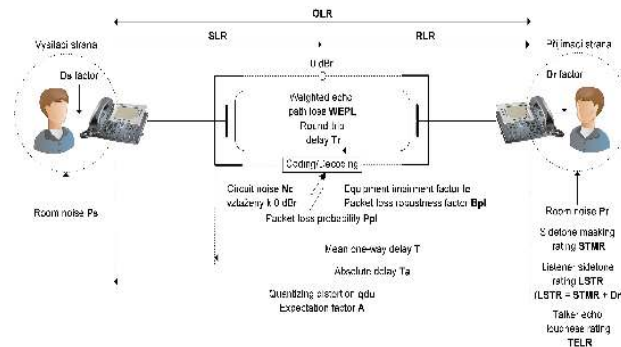 OLR
SLR
RLR
Vysílací strana
0 dBr
Přijímací strana
Ds factor
Dr factor
Weighted echo
path loss WEPL
Round trip
delay Tr
Coding/Decoding
Circuit noise Nc
vztažený k 0 dBr
Equipment impairment factor Ie
Packet loss robustness factor Bpl
Packet loss probability Ppl
Room noise Ps
Room noise Pr
Sidetone masking
rating STMR
Mean one-way delay T
Absolute delay Ta
Listener sidetone
rating LSTR
(LSTR = STMR + Dr
Quantizing distortion qdu
Expectation factor A
Talker echo
loudness rating
TELR